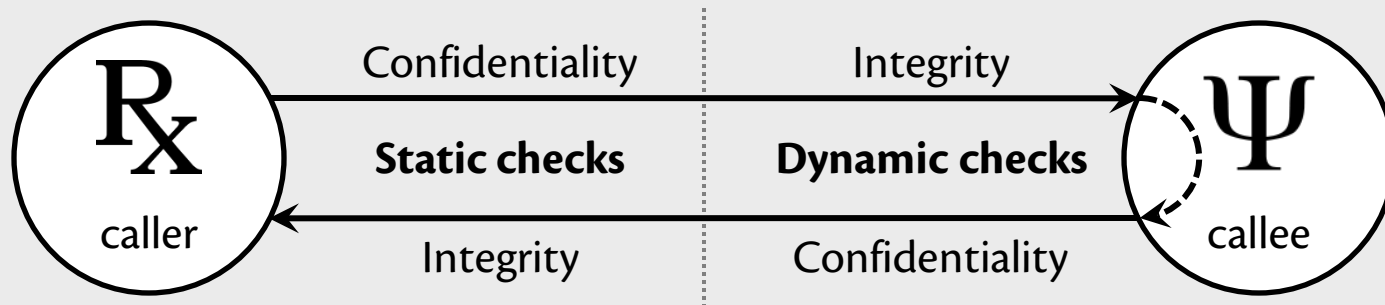 Confidentiality Integrity
℞ Ψ
Static checks Dynamic checks
caller callee
Integrity Confidentiality